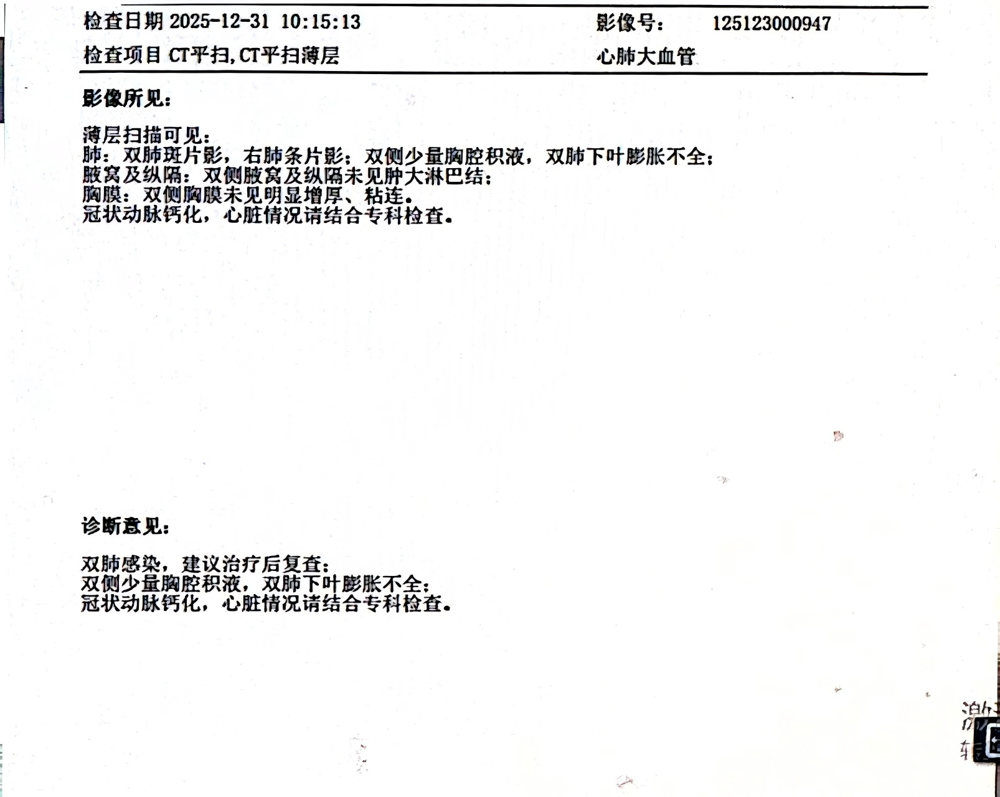 检查日期 2025-12-31 10:15:13 影像号： 125123000947
检查项目 CT平扫,CT平扫薄层 心肺大血管
影像所见：
薄层扫描可见：
肺：双肺斑片影，右肺条片影；双侧少量胸腔积液，双肺下叶膨胀不全；
腋窝及纵隔：双侧腋窝及纵隔未见肿大淋巴结；
胸膜：双侧胸膜未见明显增厚、粘连。
冠状动脉钙化，心脏情况请结合专科检查。
诊断意见：
双肺感染，建议治疗后复查；
双侧少量胸腔积液，双肺下叶膨胀不全；
冠状动脉钙化，心脏情况请结合专科检查。
激